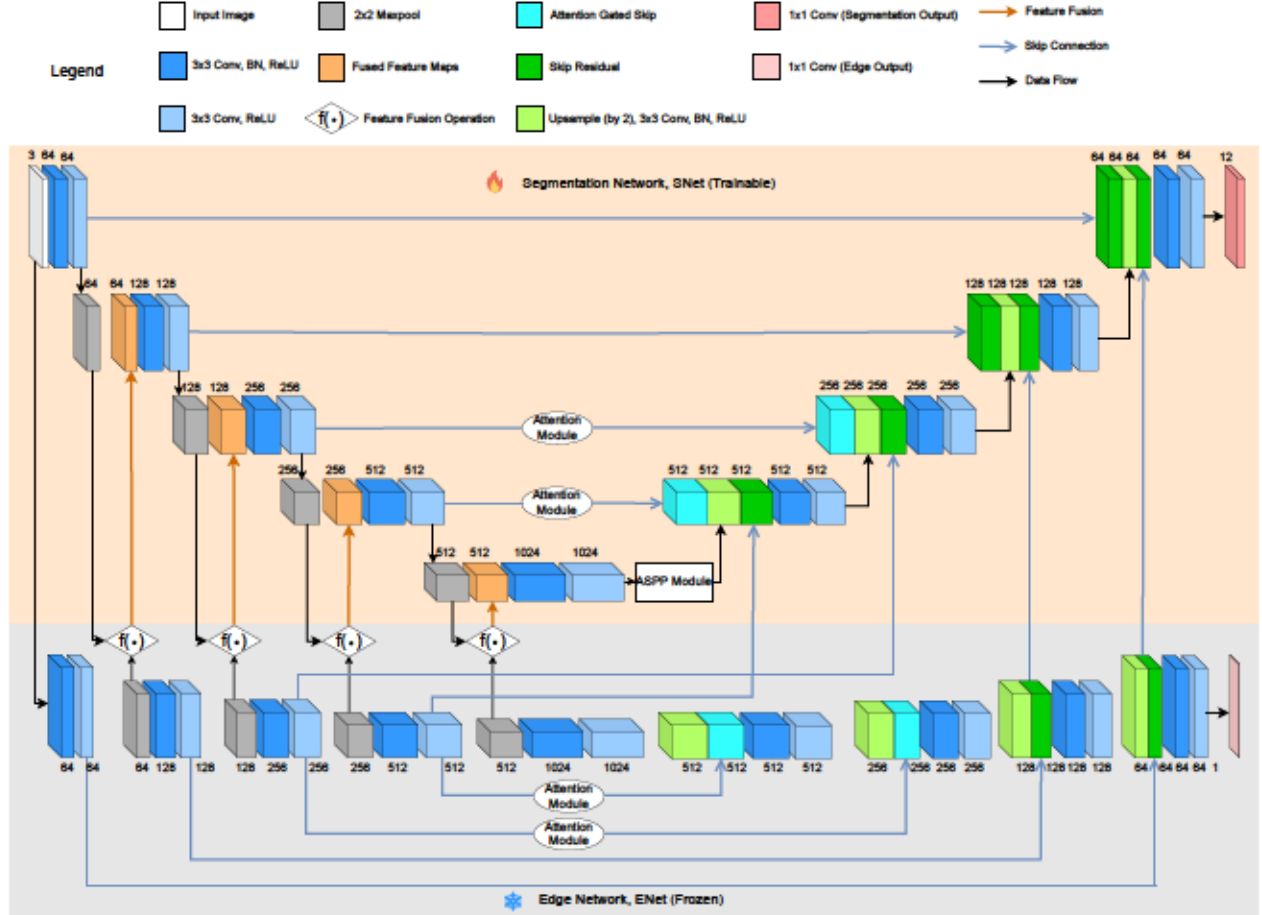 Input Image
2x2 Maxpool
Attention Gated Skip
1x1 Conv (Segmentation Output)
Feature Fusion
Skip Connection
Legend
3x3 Conv, BN, ReLU
Fused Feature Maps
Skip Residual
1x1 Conv (Edge Output)
Data Flow
3x3 Conv, ReLU
f(•)
Feature Fusion Operation
Upsample (by 2), 3x3 Conv, BN, ReLU
3 64 64
Segmentation Network, SNet (Trainable)
64 64 64 64 64 12
64 64 128 128
128 128 128 128 128
128 128 256 256
Attention
Module
256 256 256 256 256
256 256 512 512
Attention
Module
512 512 512 512 512
512 512 1024 1024
ASPP Module
f(•) f(•) f(•) f(•)
64 64
64 128 128
128 256 256
256 512 512
512 1024 1024
512 512 512 512
256 256 256 256
128 128 128 128
64 64 64 64 1
Attention
Module
Attention
Module
Edge Network, ENet (Frozen)